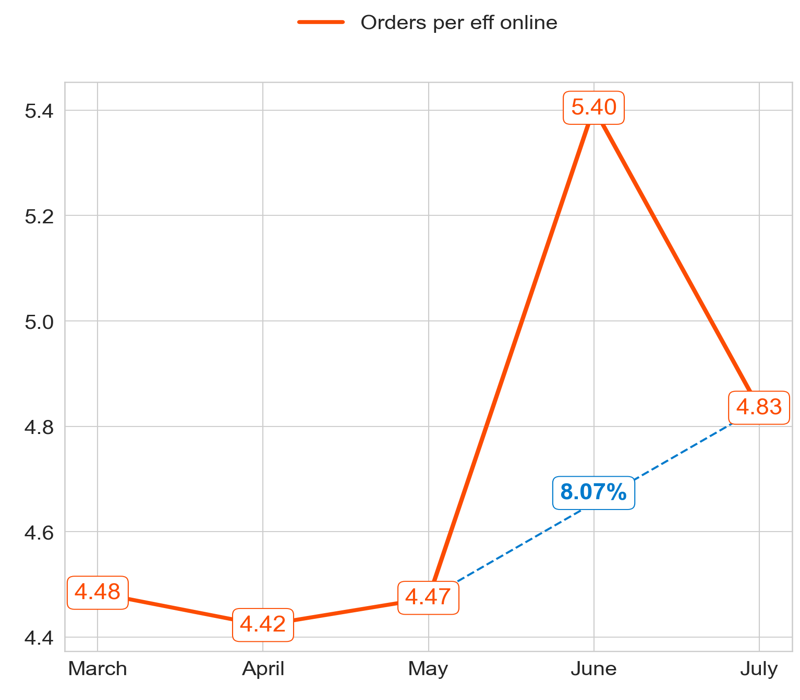 Orders per eff online
5.4
5.2
5.0
4.8
4.6
4.4
5.40
4.83
8.07%
4.48
4.42
4.47
March
April
May
June
July